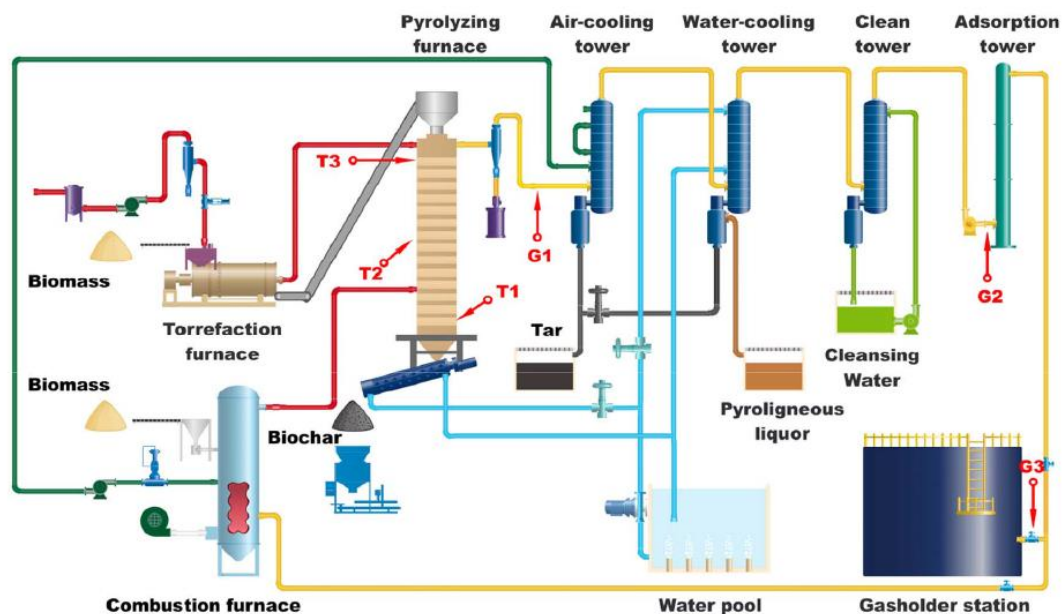 Pyrolyzing
furnace
Air-cooling
tower
Water-cooling
tower
Clean
tower
Adsorption
tower
T3
T2
T1
G1
G2
Biomass
Torrefaction
furnace
Tar
Cleansing
Water
Biomass
Biochar
Pyroligneous
liquor
G3
Combustion furnace
Water pool
Gasholder station